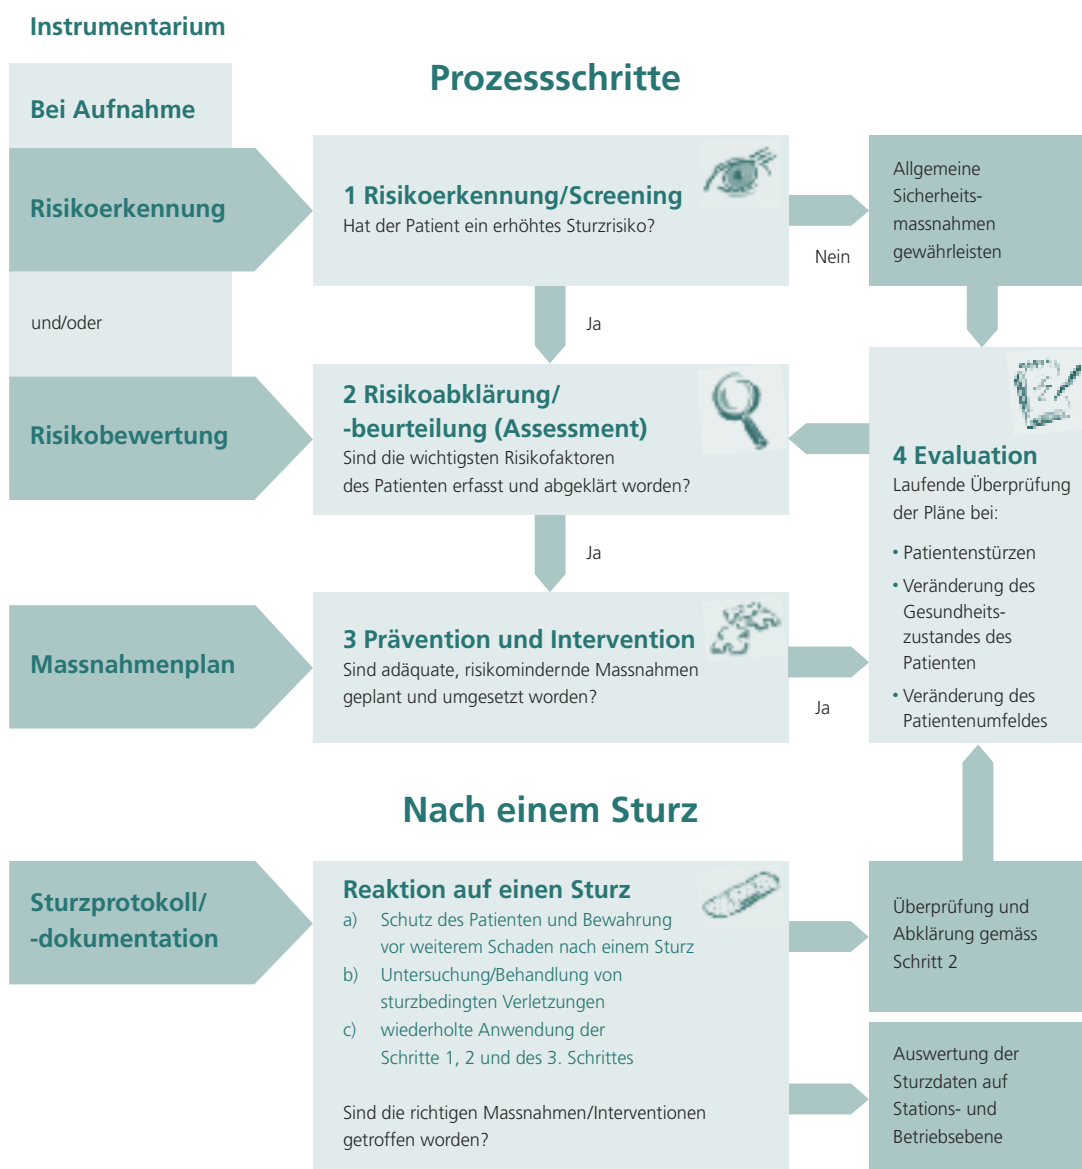 Instrumentarium
Prozessschritte
Bei Aufnahme
Risikoerkennung
1 Risikoerkennung/Screening
Hat der Patient ein erhöhtes Sturzrisiko?
Nein
Allgemeine
Sicherheits-
massnahmen
gewährleisten
und/oder
Ja
Risikobewertung
2 Risikoabklärung/
-beurteilung (Assessment)
Sind die wichtigsten Risikofaktoren
des Patienten erfasst und abgeklärt worden?
Ja
Massnahmenplan
3 Prävention und Intervention
Sind adäquate, risikomindernde Massnahmen
geplant und umgesetzt worden?
Ja
4 Evaluation
Laufende Überprüfung
der Pläne bei:
• Patientenstürzen
• Veränderung des
Gesundheits-
zustandes des
Patienten
• Veränderung des
Patientenumfeldes
Nach einem Sturz
Sturzprotokoll/
-dokumentation
Reaktion auf einen Sturz
a) Schutz des Patienten und Bewahrung
vor weiterem Schaden nach einem Sturz
b) Untersuchung/Behandlung von
sturzbedingten Verletzungen
c) wiederholte Anwendung der
Schritte 1, 2 und des 3. Schrittes
Sind die richtigen Massnahmen/Interventionen
getroffen worden?
Überprüfung und
Abklärung gemäss
Schritt 2
Auswertung der
Sturzdaten auf
Stations- und
Betriebsebene